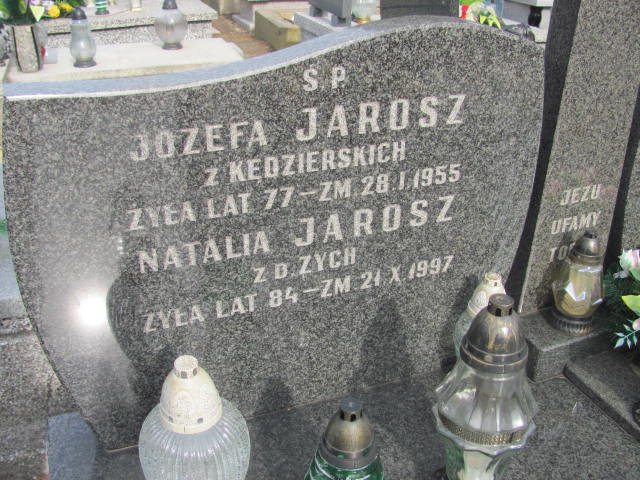 S P
JÓZEFA JAROSZ
Z KĘDZIERSKICH
ŻYŁA LAT 77 – ZM. 28.I.1955
NATALIA JAROSZ
Z D. ZYCH
ŻYŁA LAT 84 – ZM. 21 X.1997
JEZU
UFAMY